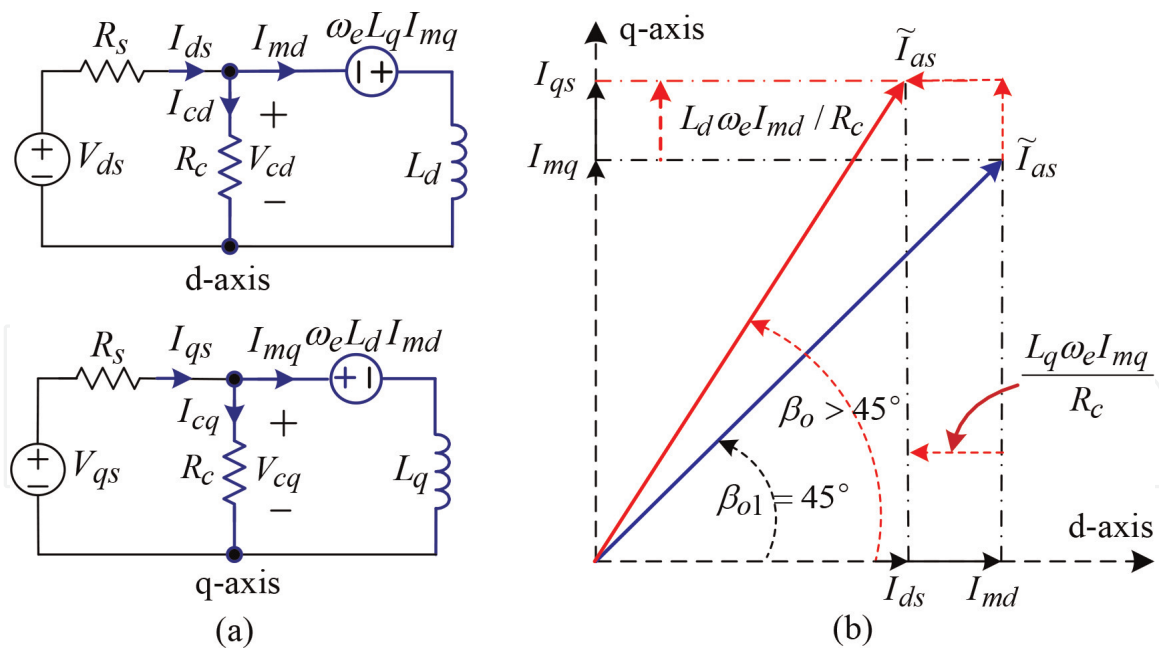 R_s
I_ds
I_md
ω_e L_q I_mq
I_cd
+
−
V_ds
R_c
+
V_cd
−
L_d
d-axis
R_s
I_qs
I_mq
ω_e L_d I_md
I_cq
+
−
V_qs
R_c
+
V_cq
−
L_q
q-axis
(a)
q-axis
I_qs
Ĩ_as
L_d ω_e I_md / R_c
I_mq
Ĩ_as
β_o > 45°
L_q ω_e I_mq / R_c
β_o1 = 45°
d-axis
I_ds
I_md
(b)